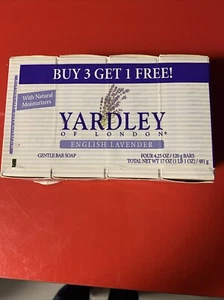 BUY 3 GET 1 FREE!
With Natural
Moisturizers
YARDLEY
OF LONDON®
ENGLISH LAVENDER
GENTLE BAR SOAP
FOUR 4.25 OZ / 120 g BARS
TOTAL NET WT 17 OZ (1 LB 1 OZ) / 481 g